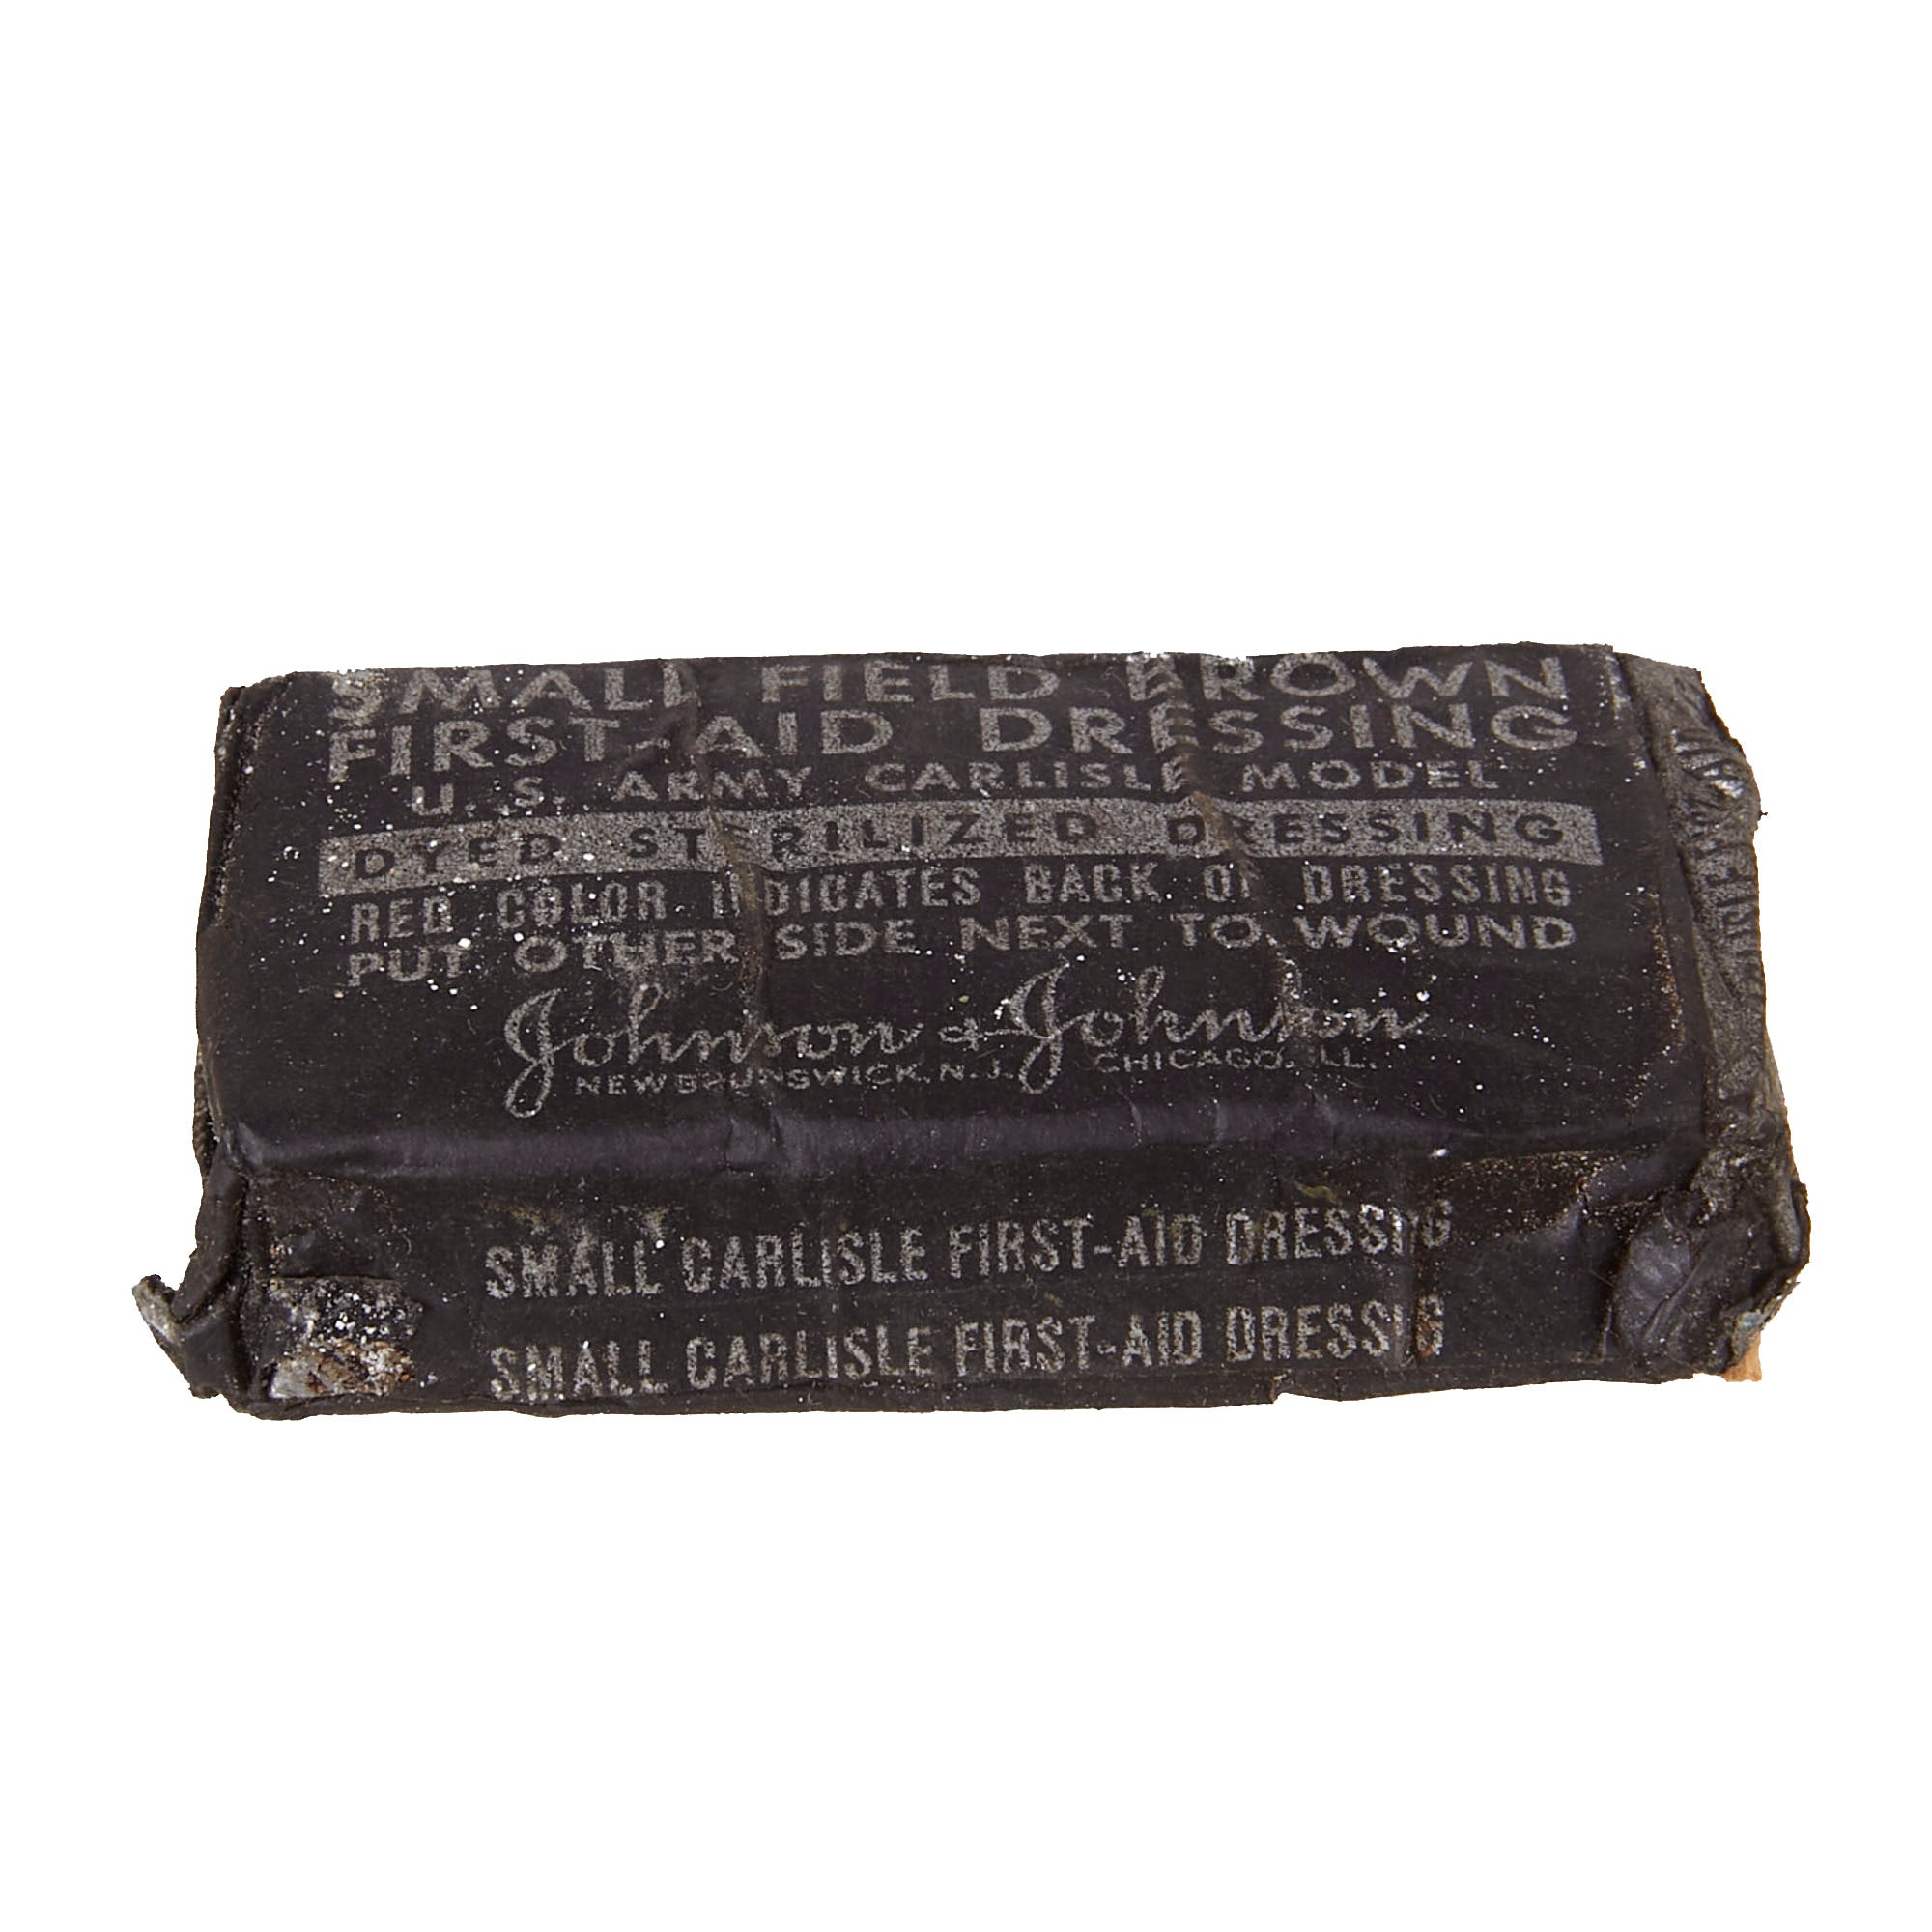 SMALL FIELD BROWN
FIRST-AID DRESSING
U. S. ARMY CARLISLE MODEL
DYED STERILIZED DRESSING
RED COLOR INDICATES BACK OF DRESSING
PUT OTHER SIDE NEXT TO WOUND
Johnson & Johnson
NEW BRUNSWICK, N. J. CHICAGO, ILL.
SMALL CARLISLE FIRST-AID DRESSING
SMALL CARLISLE FIRST-AID DRESSING